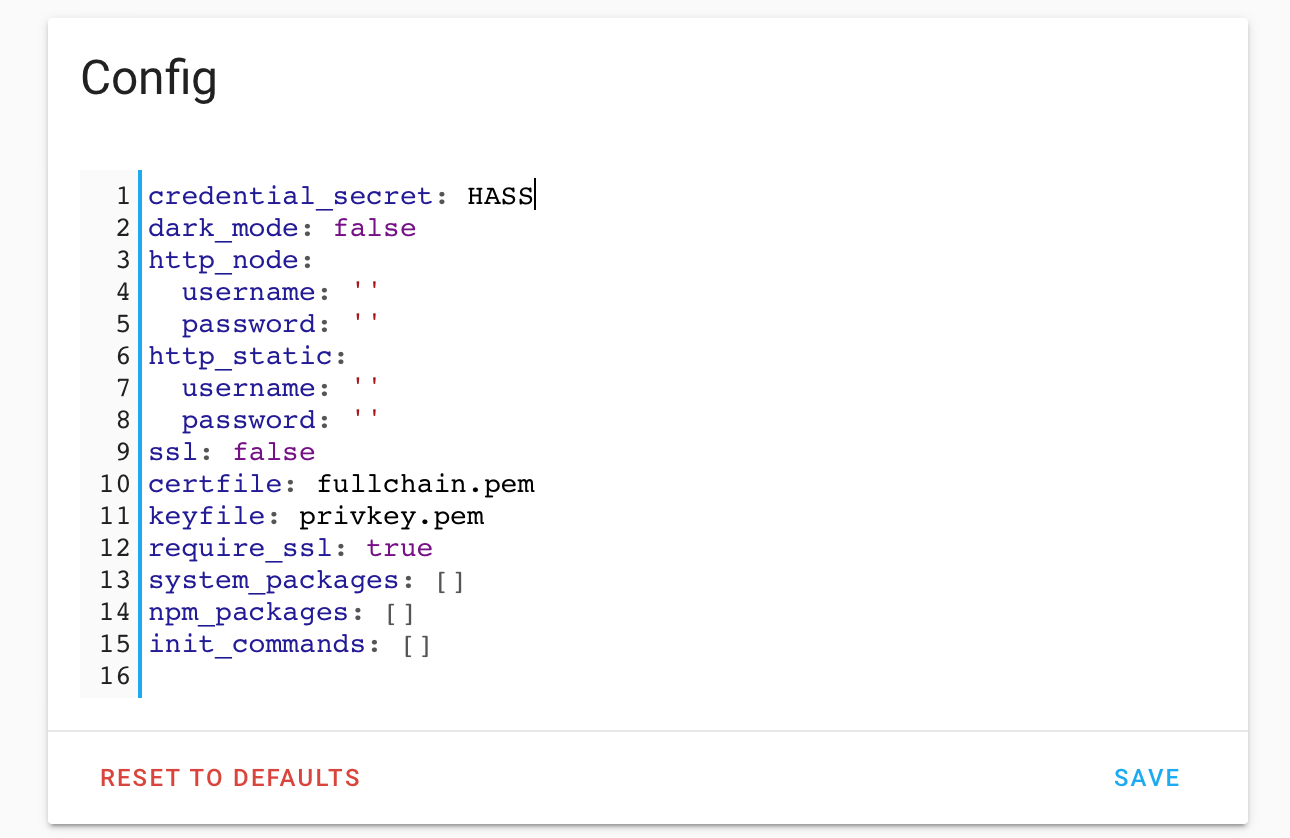 Config
1 credential_secret: HASS
2 dark_mode: false
3 http_node:
4   username: ''
5   password: ''
6 http_static:
7   username: ''
8   password: ''
9 ssl: false
10 certfile: fullchain.pem
11 keyfile: privkey.pem
12 require_ssl: true
13 system_packages: []
14 npm_packages: []
15 init_commands: []
16
RESET TO DEFAULTS SAVE